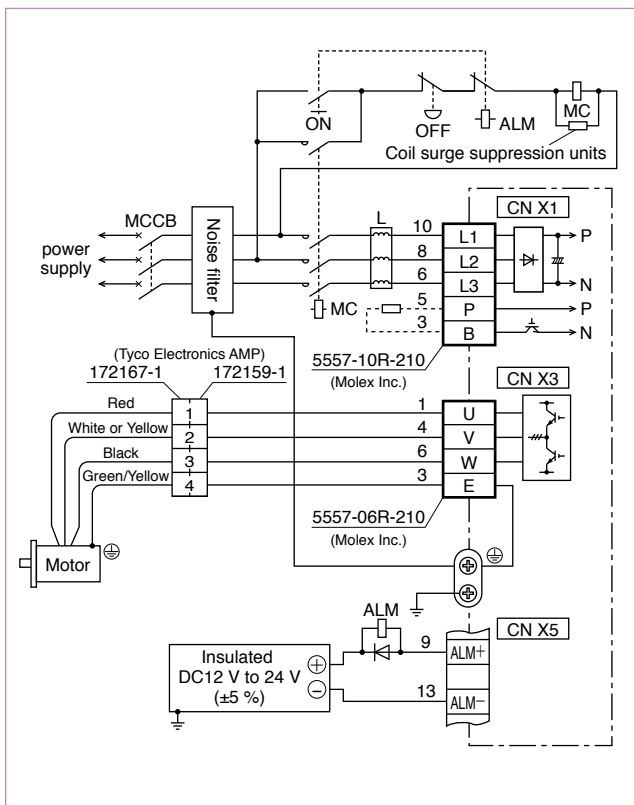 ON
OFF
ALM
MC
Coil surge suppression units
MCCB
power
supply
Noise filter
L
MC
10
8
6
5
3
L1
L2
L3
P
B
CN X1
P
N
P
N
5557-10R-210
(Molex Inc.)
(Tyco Electronics AMP)
172167-1
172159-1
Red
White or Yellow
Black
Green/Yellow
1
2
3
4
1
4
6
3
U
V
W
E
CN X3
5557-06R-210
(Molex Inc.)
Motor
ALM
Insulated
DC12 V to 24 V
(±5 %)
+
−
9
13
ALM+
ALM−
CN X5